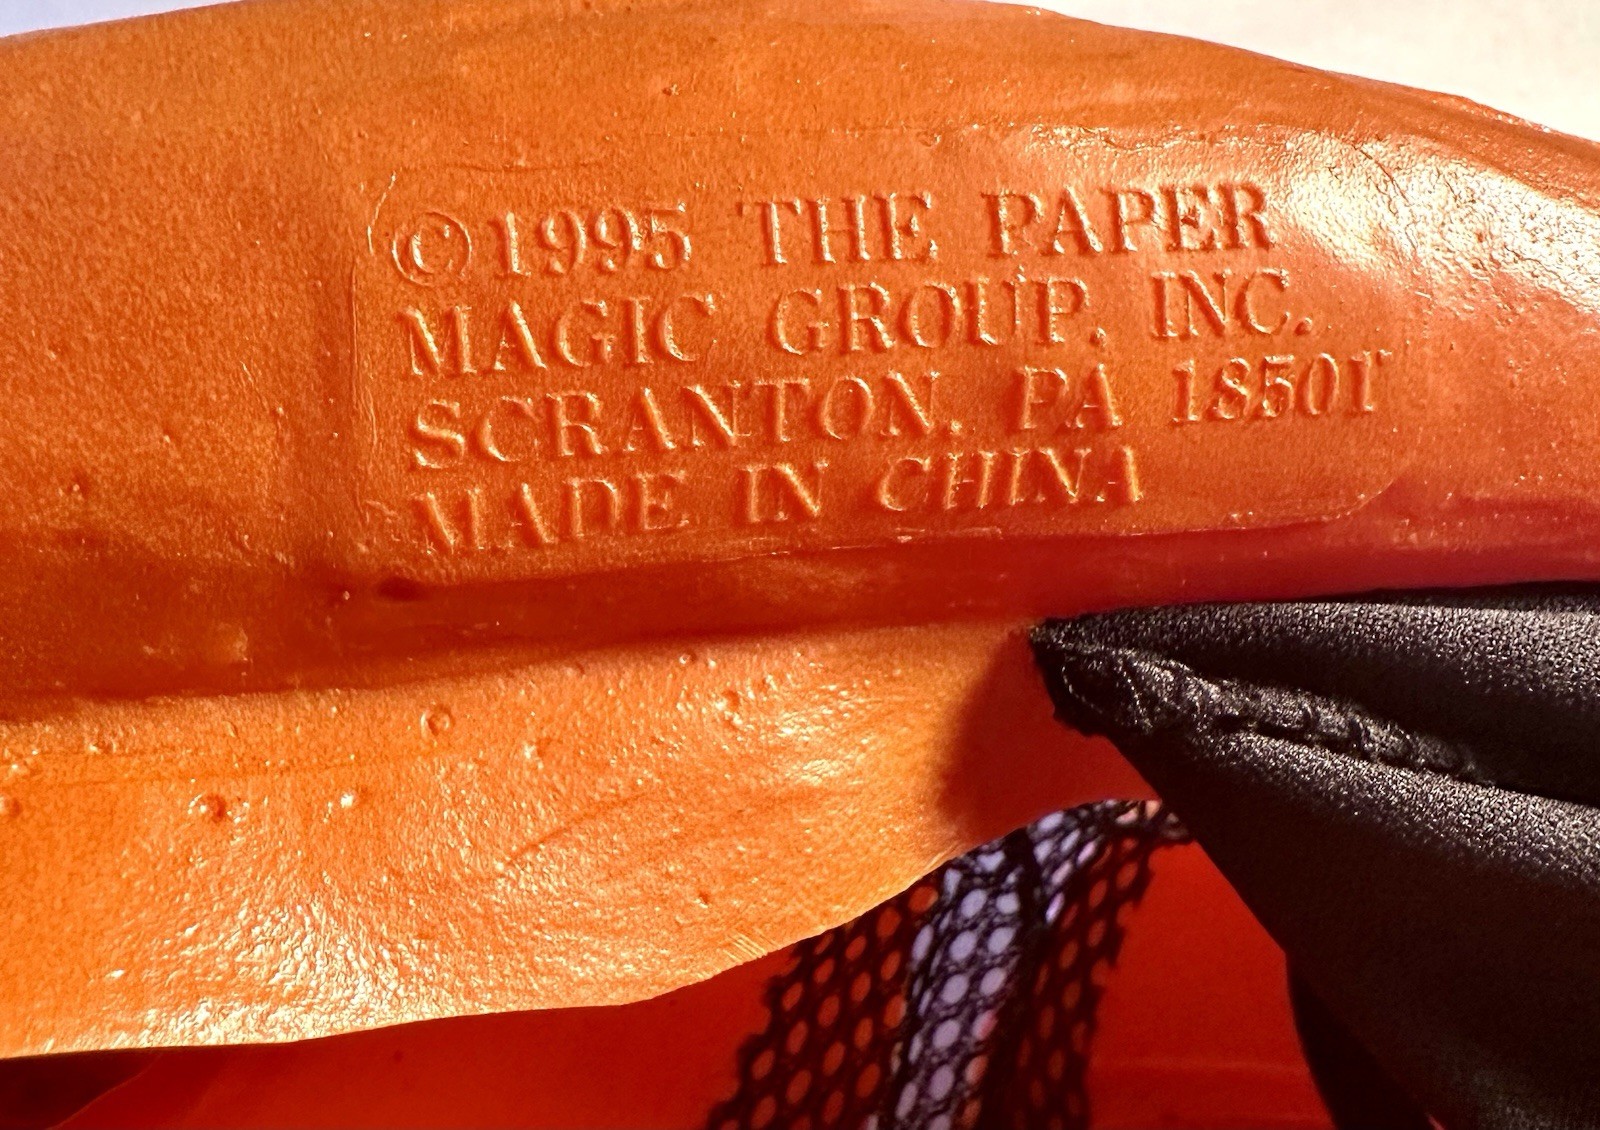 ©1995 THE PAPER
MAGIC GROUP, INC.
SCRANTON, PA 18501
MADE IN CHINA